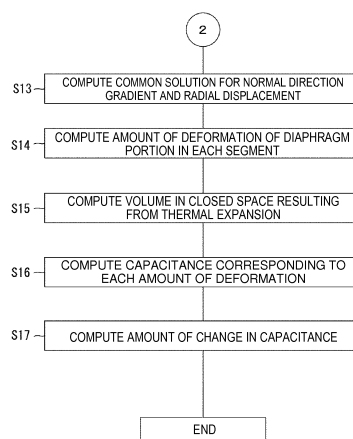 2
S13 COMPUTE COMMON SOLUTION FOR NORMAL DIRECTION
GRADIENT AND RADIAL DISPLACEMENT
S14 COMPUTE AMOUNT OF DEFORMATION OF DIAPHRAGM
PORTION IN EACH SEGMENT
S15 COMPUTE VOLUME IN CLOSED SPACE RESULTING
FROM THERMAL EXPANSION
S16 COMPUTE CAPACITANCE CORRESPONDING TO
EACH AMOUNT OF DEFORMATION
S17 COMPUTE AMOUNT OF CHANGE IN CAPACITANCE
END